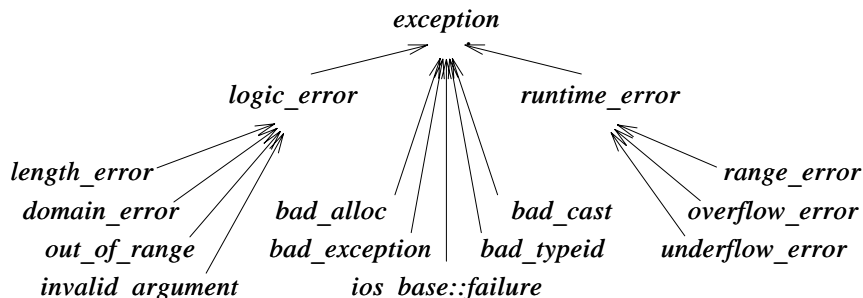 exception
logic_error runtime_error
length_error range_error
domain_error bad_alloc bad_cast overflow_error
out_of_range bad_exception bad_typeid underflow_error
invalid_argument ios_base::failure